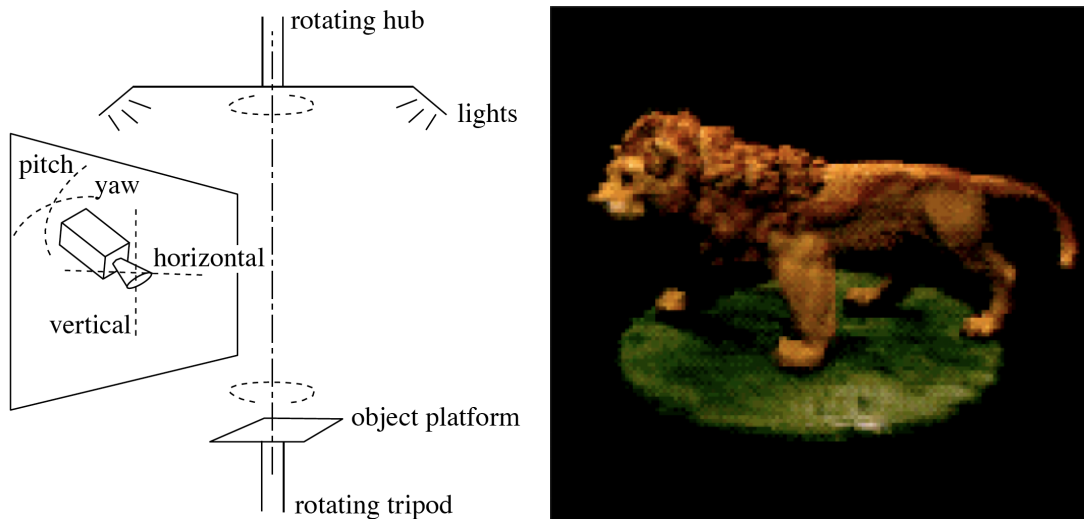 rotating hub
lights
pitch
yaw
horizontal
vertical
object platform
rotating tripod